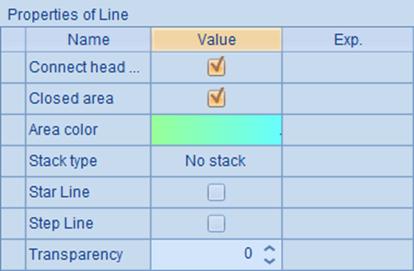 Properties of Line
Name Value Exp.
Connect head ...
Closed area
Area color
Stack type No stack
Star Line
Step Line
Transparency 0